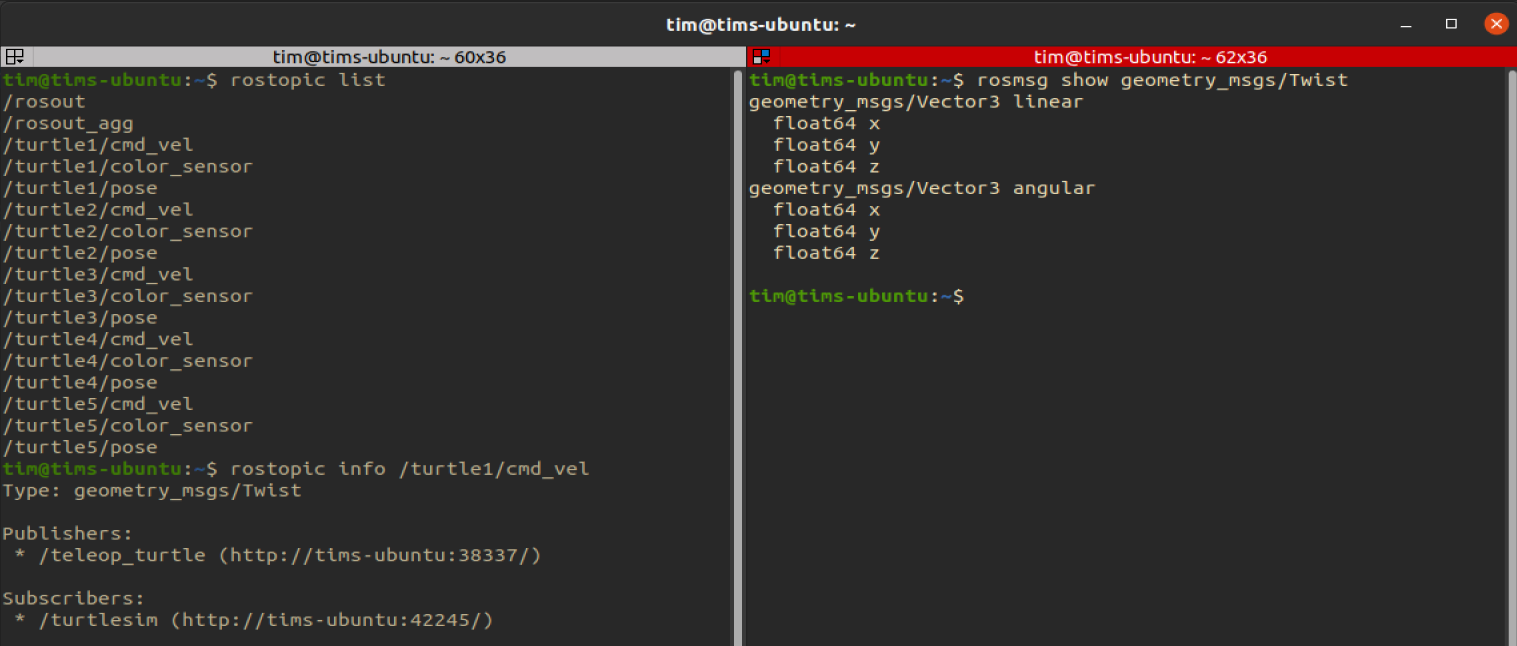 tim@tims-ubuntu: ~
tim@tims-ubuntu: ~ 60x36
tim@tims-ubuntu:~$ rostopic list
/rosout
/rosout_agg
/turtle1/cmd_vel
/turtle1/color_sensor
/turtle1/pose
/turtle2/cmd_vel
/turtle2/color_sensor
/turtle2/pose
/turtle3/cmd_vel
/turtle3/color_sensor
/turtle3/pose
/turtle4/cmd_vel
/turtle4/color_sensor
/turtle4/pose
/turtle5/cmd_vel
/turtle5/color_sensor
/turtle5/pose
tim@tims-ubuntu:~$ rostopic info /turtle1/cmd_vel
Type: geometry_msgs/Twist

Publishers:
 * /teleop_turtle (http://tims-ubuntu:38337/)

Subscribers:
 * /turtlesim (http://tims-ubuntu:42245/)
tim@tims-ubuntu: ~ 62x36
tim@tims-ubuntu:~$ rosmsg show geometry_msgs/Twist
geometry_msgs/Vector3 linear
  float64 x
  float64 y
  float64 z
geometry_msgs/Vector3 angular
  float64 x
  float64 y
  float64 z

tim@tims-ubuntu:~$